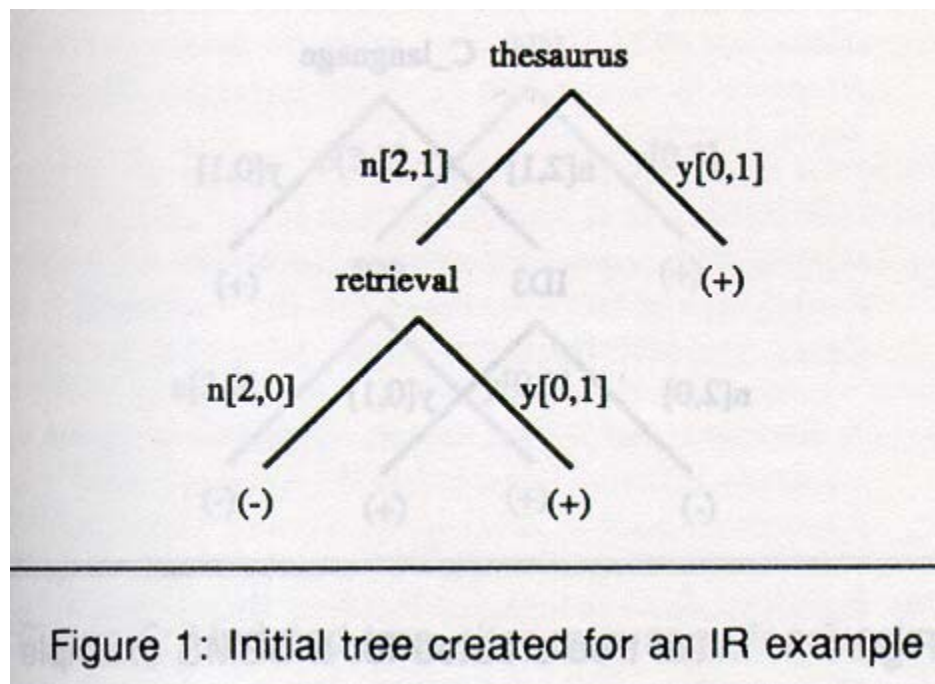 thesaurus
n[2,1] y[0,1]
retrieval (+)
n[2,0] y[0,1]
(-) (+)
Figure 1: Initial tree created for an IR example